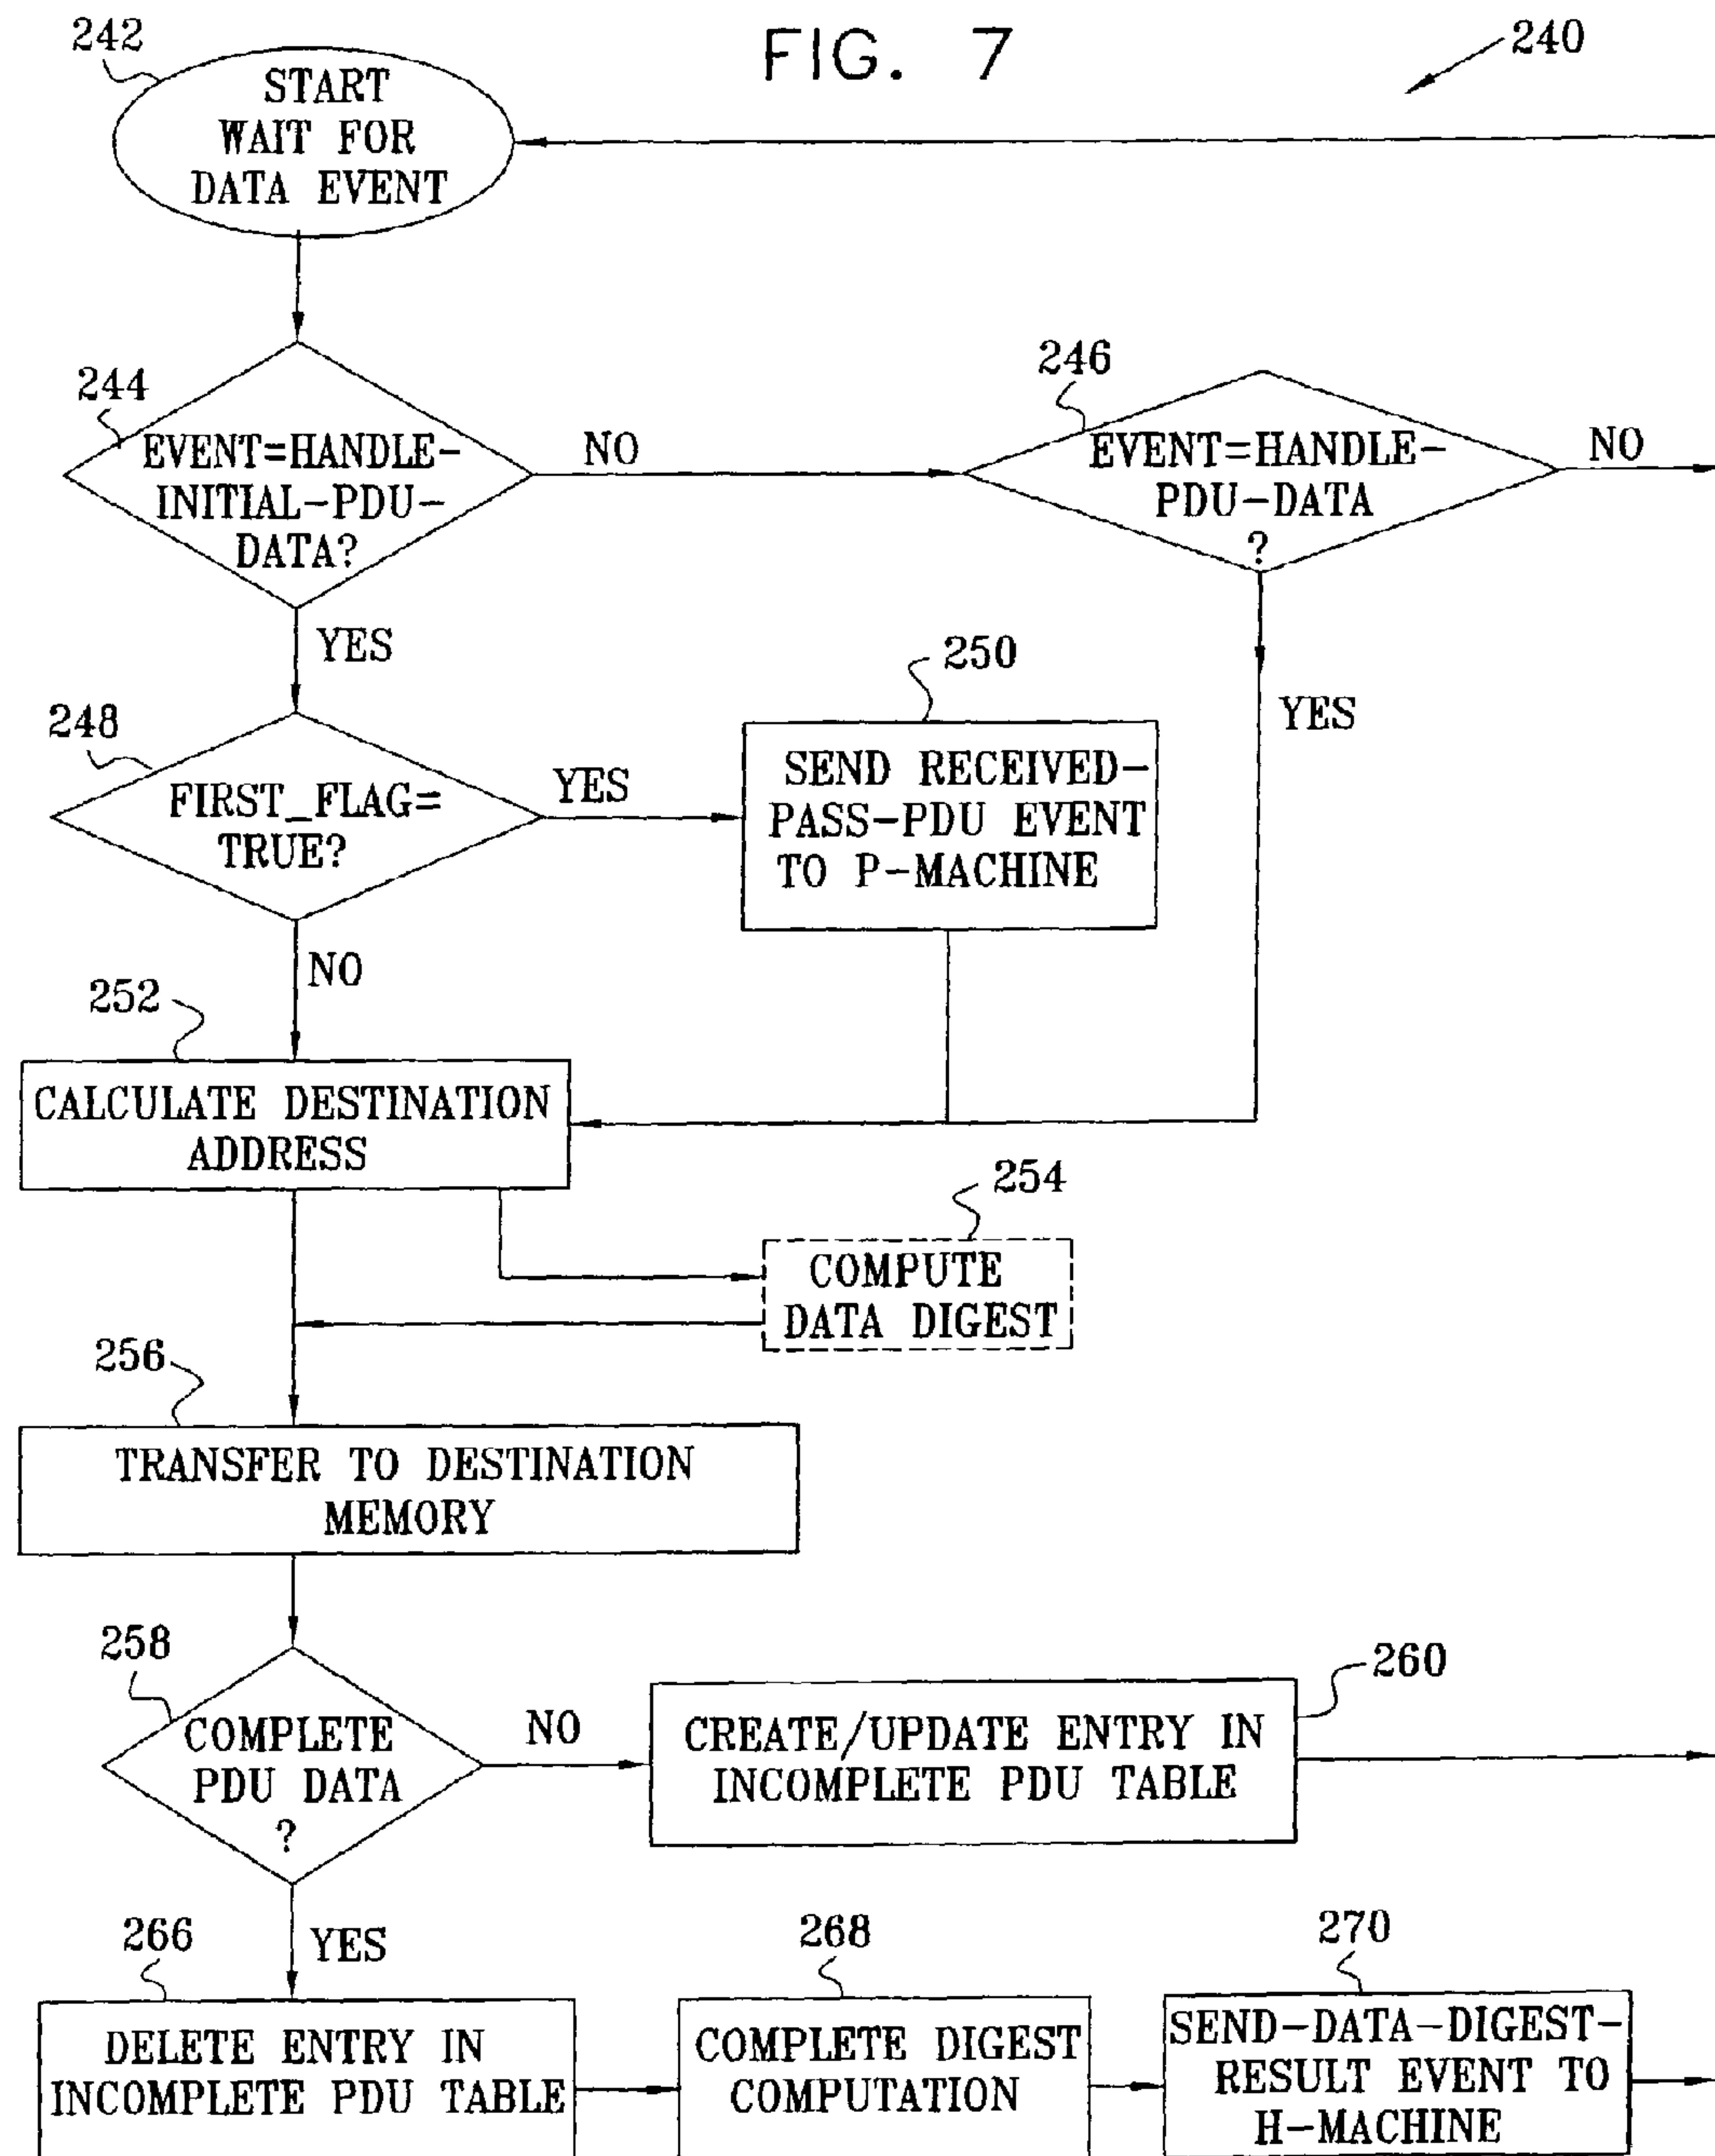 FIG. 7
240
242
START
WAIT FOR
DATA EVENT
244
EVENT=HANDLE-
INITIAL-PDU-
DATA?
NO
246
EVENT=HANDLE-
PDU-DATA
?
NO
YES
YES
248
FIRST_FLAG=
TRUE?
YES
250
SEND RECEIVED-
PASS-PDU EVENT
TO P-MACHINE
NO
252
CALCULATE DESTINATION
ADDRESS
254
COMPUTE
DATA DIGEST
256
TRANSFER TO DESTINATION
MEMORY
258
COMPLETE
PDU DATA
?
NO
260
CREATE/UPDATE ENTRY IN
INCOMPLETE PDU TABLE
YES
266
DELETE ENTRY IN
INCOMPLETE PDU TABLE
268
COMPLETE DIGEST
COMPUTATION
270
SEND-DATA-DIGEST-
RESULT EVENT TO
H-MACHINE